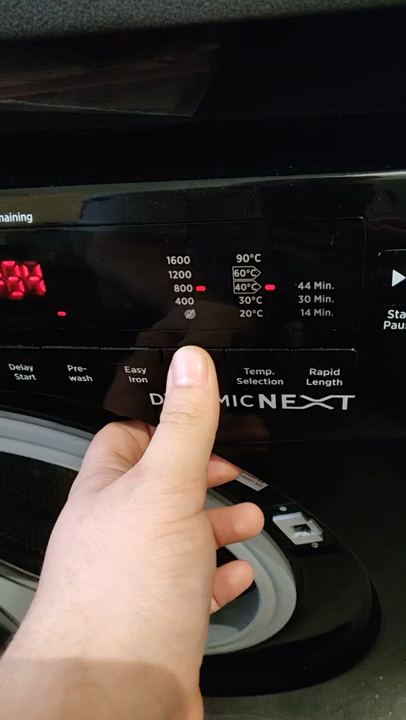 maining
1600
1200
800
400
90°C
60°C
40°C
30°C
20°C
44 Min.
30 Min.
14 Min.
Sta
Paus
Delay
Start
Pre-
wash
Easy
Iron
Temp.
Selection
Rapid
Length
D MIC NEXT